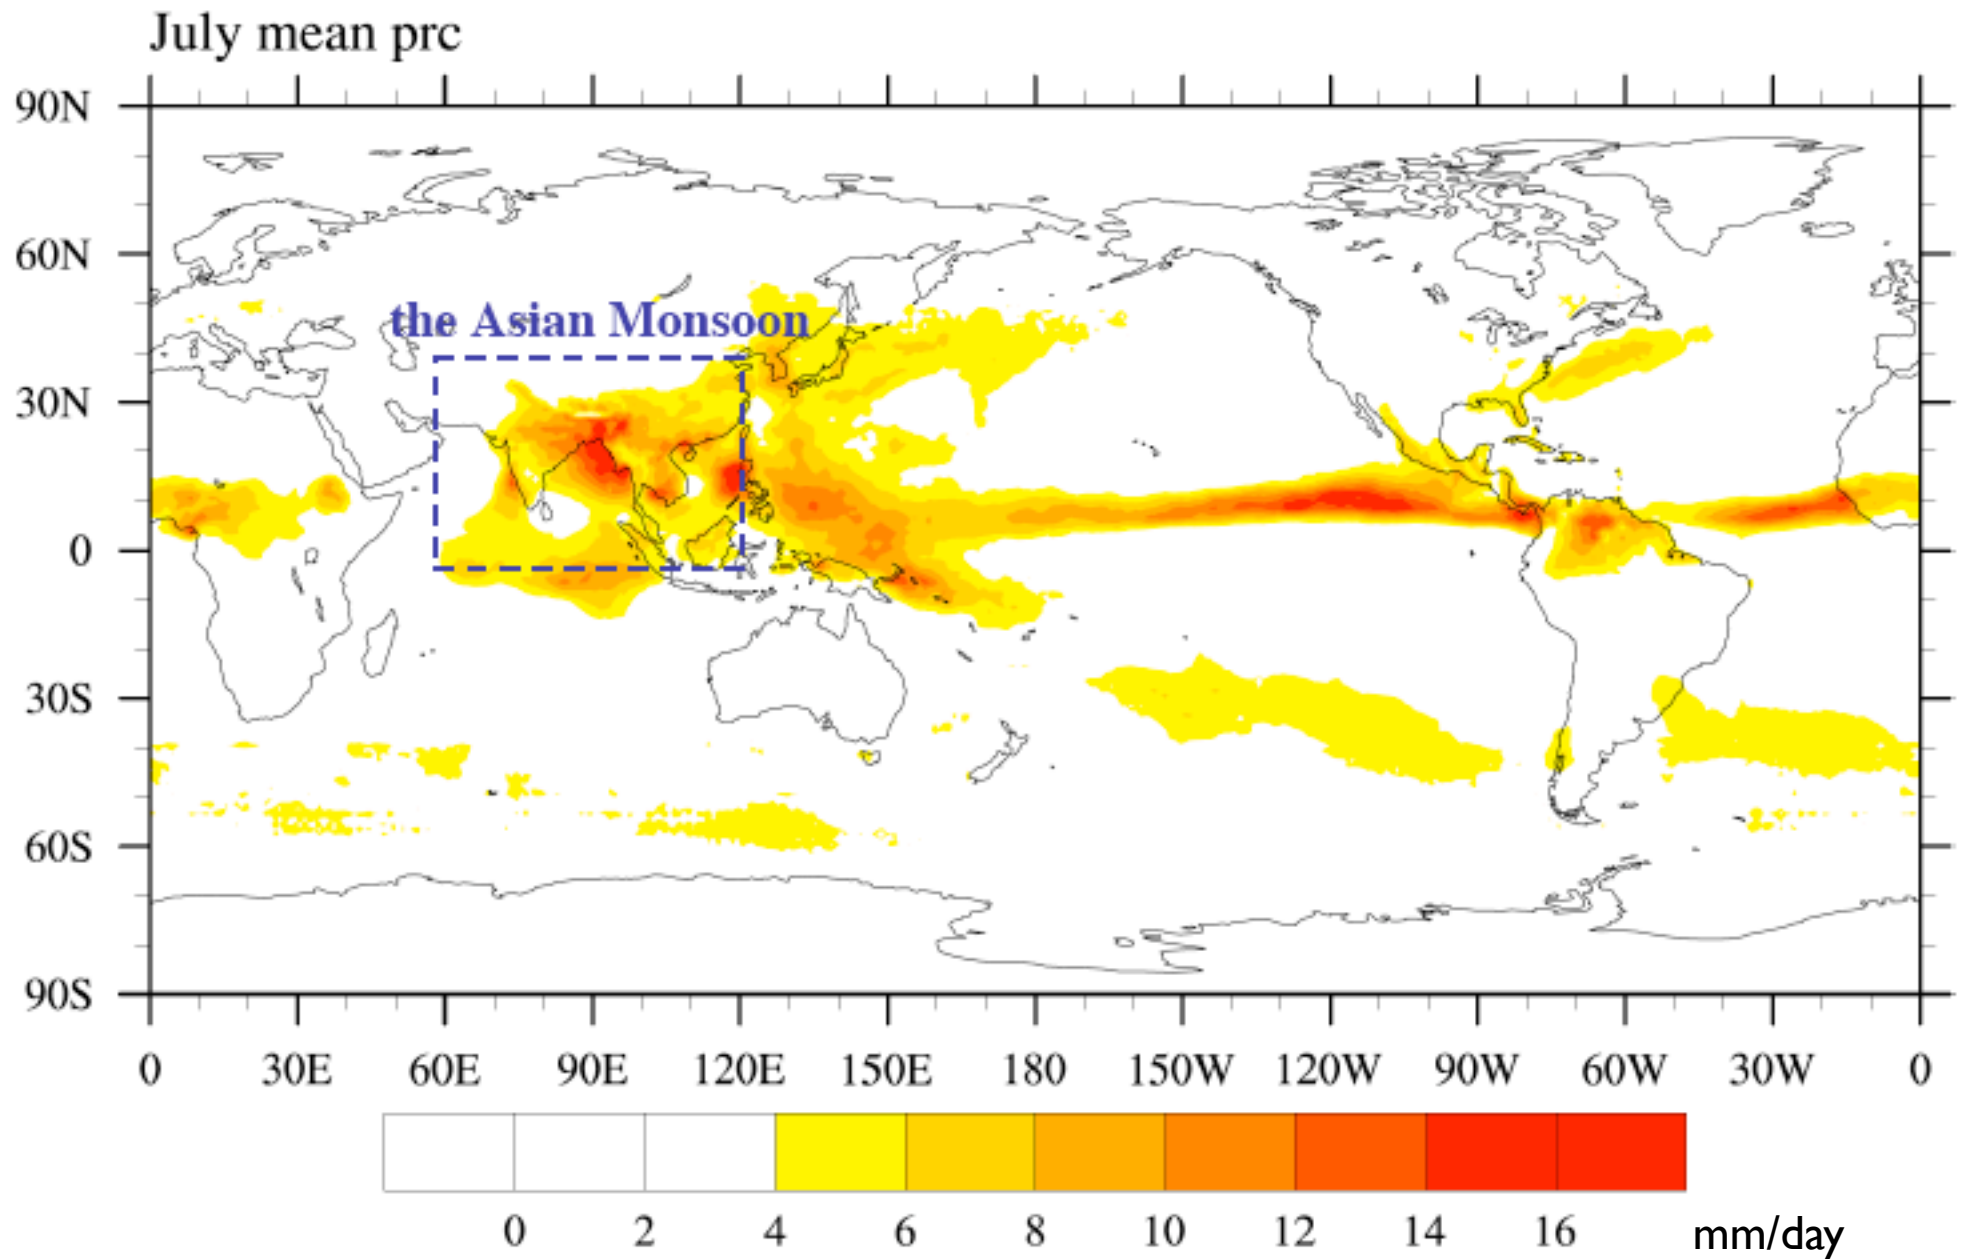 July mean prc
90N
60N
the Asian Monsoon
30N
0
30S
60S
90S
0 30E 60E 90E 120E 150E 180 150W 120W 90W 60W 30W 0
0 2 4 6 8 10 12 14 16 mm/day